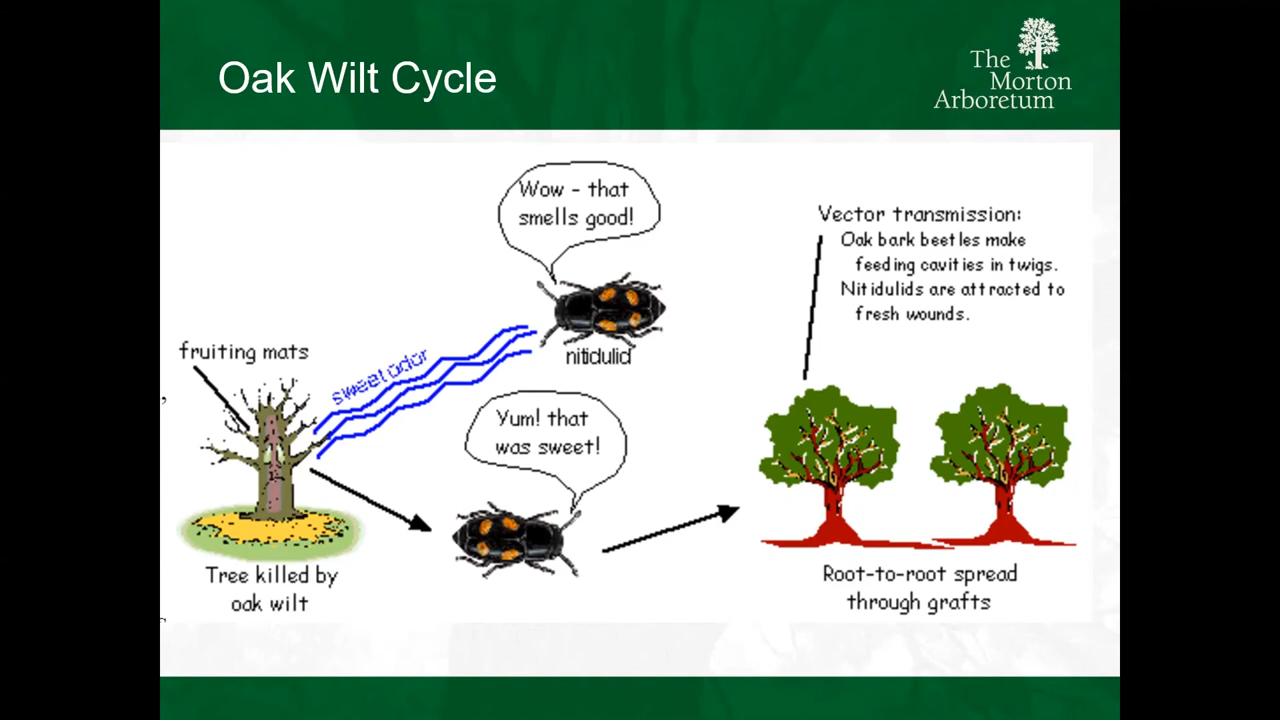 Oak Wilt Cycle
The
Morton
Arboretum
Wow - that
smells good!
nitidulid
Vector transmission:
Oak bark beetles make
feeding cavities in twigs.
Nitidulids are attracted to
fresh wounds.
fruiting mats
sweet odor
Yum! that
was sweet!
Tree killed by
oak wilt
Root-to-root spread
through grafts